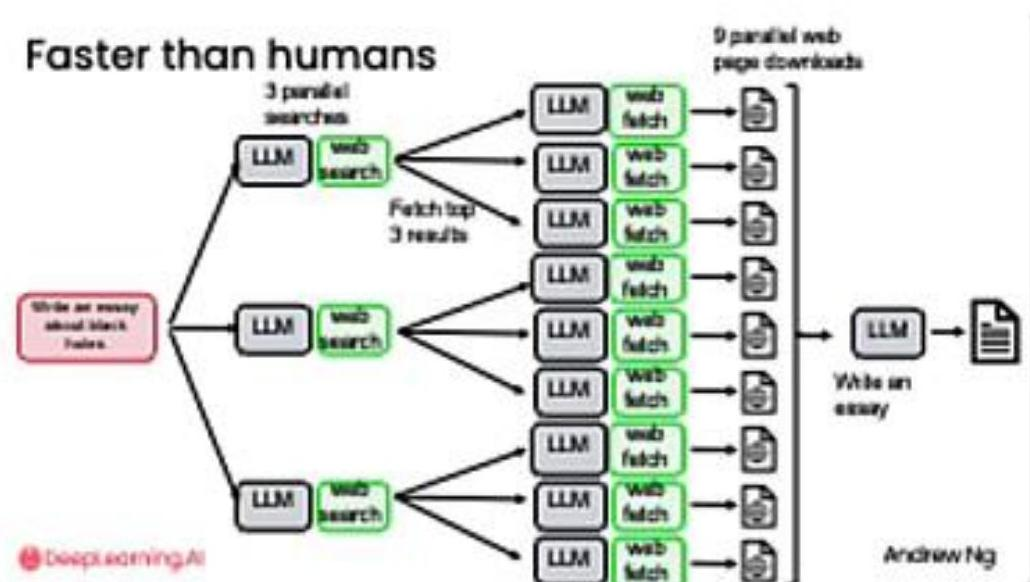 Faster than humans
3 parallel
searches
9 parallel web
page downloads
LLM
web
search
Fetch top
3 results
LLM
web
fetch
LLM
web
fetch
LLM
web
fetch
Write an essay
about black
holes
LLM
web
search
LLM
web
fetch
LLM
web
fetch
LLM
web
fetch
LLM
Write an
essay
LLM
web
search
LLM
web
fetch
LLM
web
fetch
LLM
web
fetch
DeepLearning.AI
Andrew Ng